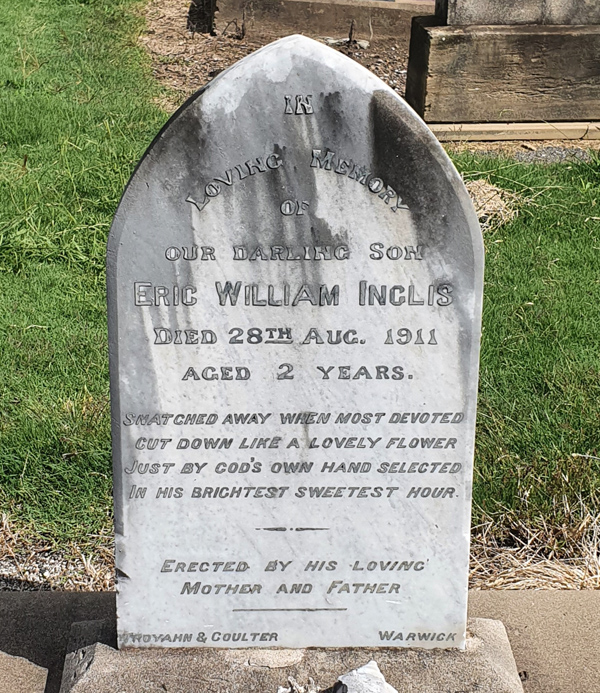 IN
LOVING MEMORY
OF
OUR DARLING SON
ERIC WILLIAM INGLIS
DIED 28TH AUG. 1911
AGED 2 YEARS.
SNATCHED AWAY WHEN MOST DEVOTED
CUT DOWN LIKE A LOVELY FLOWER
JUST BY GOD'S OWN HAND SELECTED
IN HIS BRIGHTEST SWEETEST HOUR.
ERECTED BY HIS LOVING
MOTHER AND FATHER
TROYAHN & COULTER WARWICK